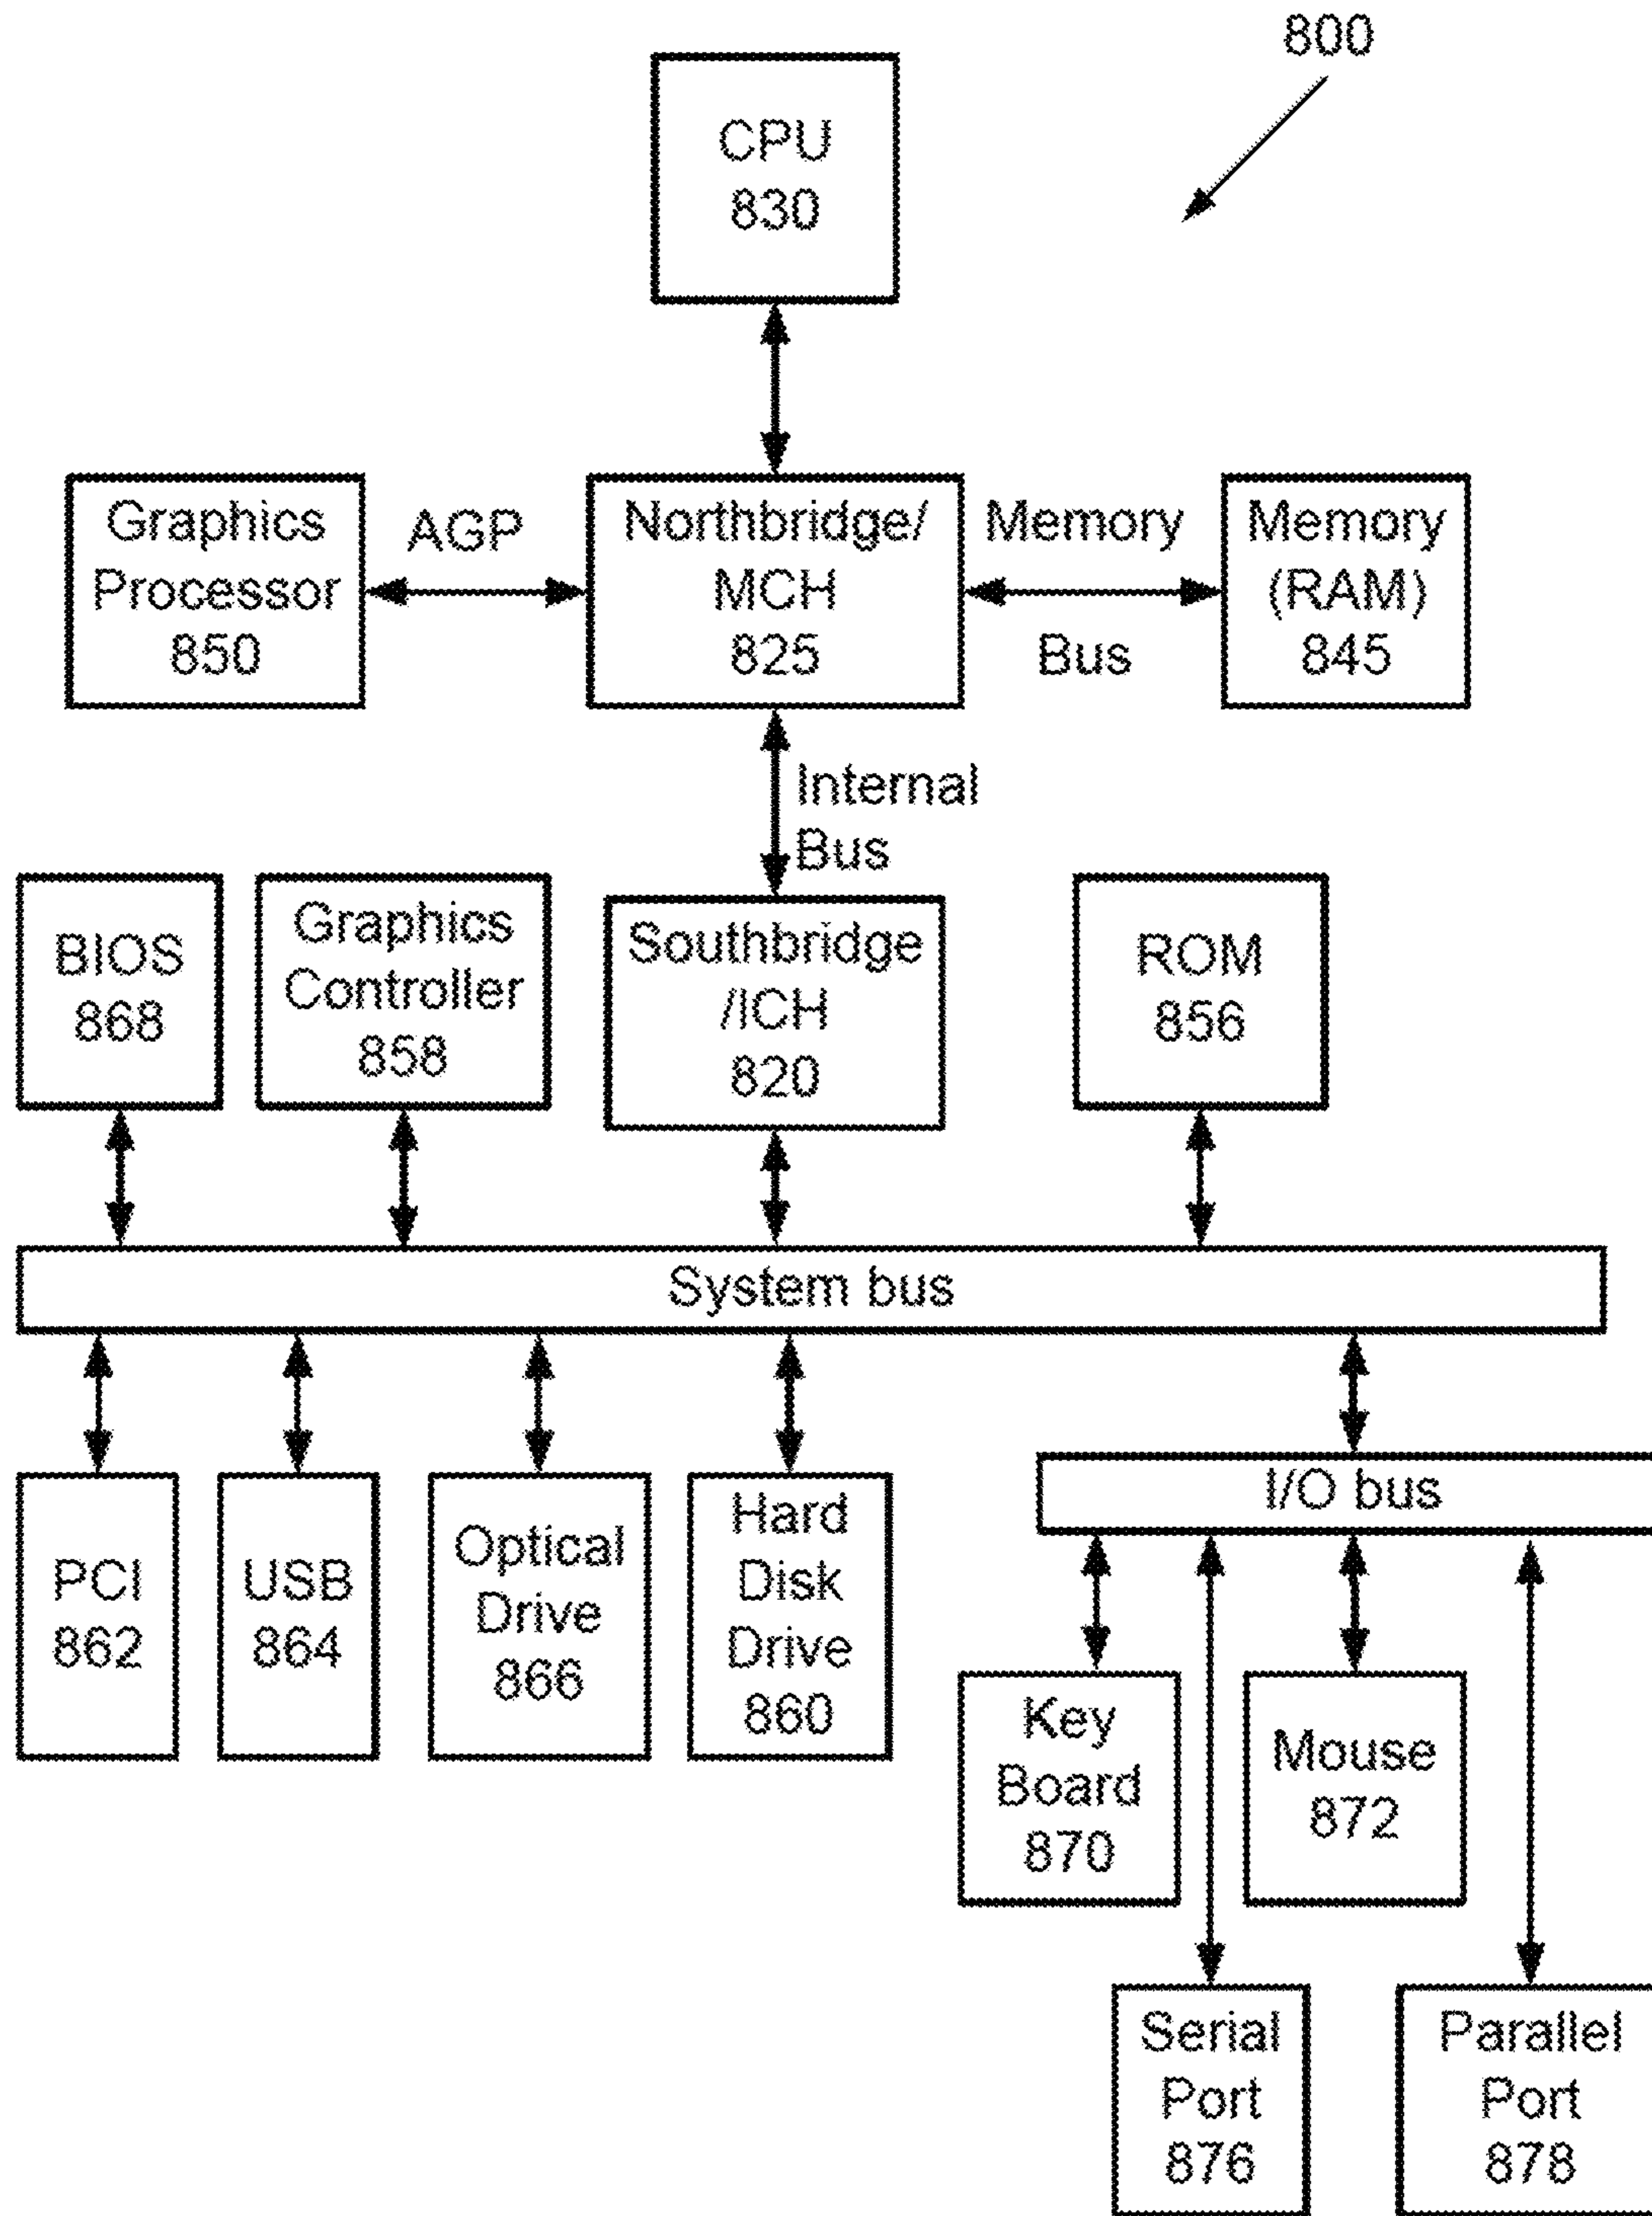 800
CPU
830
Graphics
Processor
850
AGP
Northbridge/
MCH
825
Memory
Bus
Memory
(RAM)
845
Internal
Bus
BIOS
868
Graphics
Controller
858
Southbridge
/ICH
820
ROM
856
System bus
PCI
862
USB
864
Optical
Drive
866
Hard
Disk
Drive
860
I/O bus
Key
Board
870
Mouse
872
Serial
Port
876
Parallel
Port
878